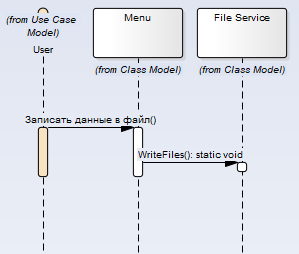 (from Use Case
Model)
User
Menu
(from Class Model)
File Service
(from Class Model)
Записать данные в файл()
WriteFiles(): static void